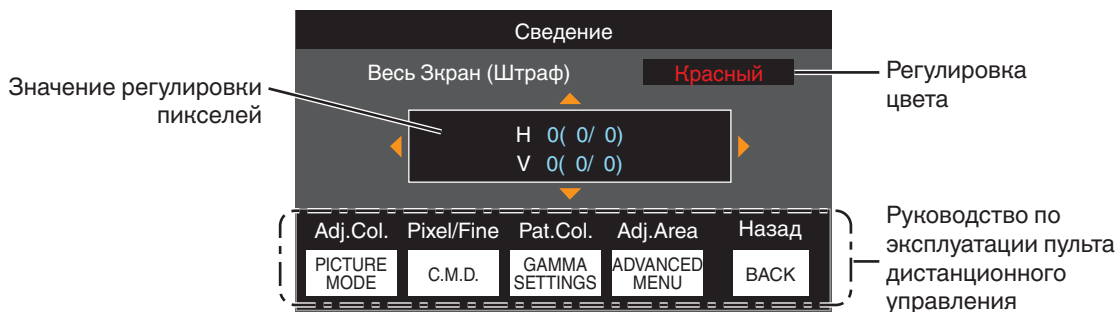 Сведение
Весь Зкран (Штраф) Красный
Значение регулировки
пикселей
Регулировка
цвета
H 0( 0/ 0)
V 0( 0/ 0)
Adj.Col. Pixel/Fine Pat.Col. Adj.Area Назад
PICTURE
MODE
C.M.D.
GAMMA
SETTINGS
ADVANCED
MENU
BACK
Руководство по
эксплуатации пульта
дистанционного
управления